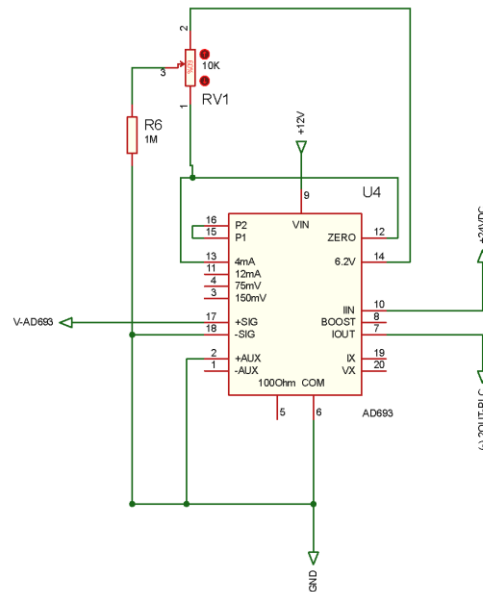 2
3
10K
1
RV1
R6
1M
+12V
U4
9
VIN
16 P2
15 P1
ZERO 12
13 4mA
6.2V 14
11 12mA
4 75mV
3 150mV
+24VDC
IIN 10
BOOST 8
IOUT 7
V-AD693
17 +SIG
18 -SIG
2 +AUX
1 -AUX
IX 19
VX 20
100Ohm COM
5
6
AD693
GND